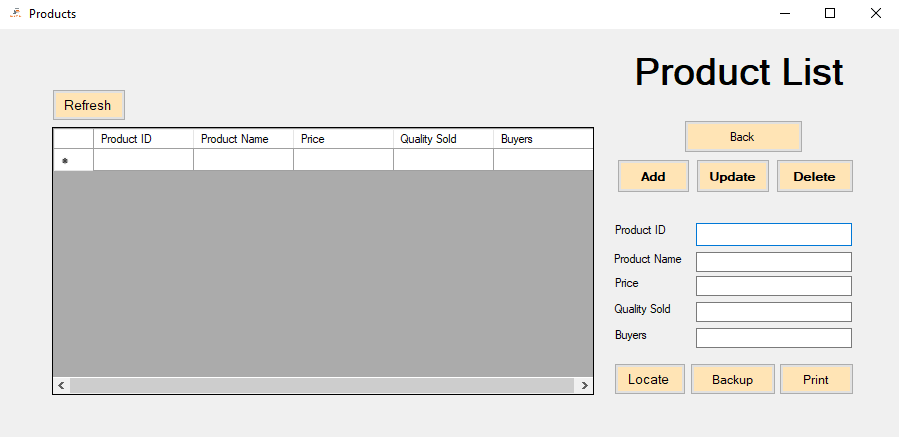 Products
Product List
Refresh
Product ID Product Name Price Quality Sold Buyers
Back
Add Update Delete
Product ID
Product Name
Price
Quality Sold
Buyers
Locate Backup Print